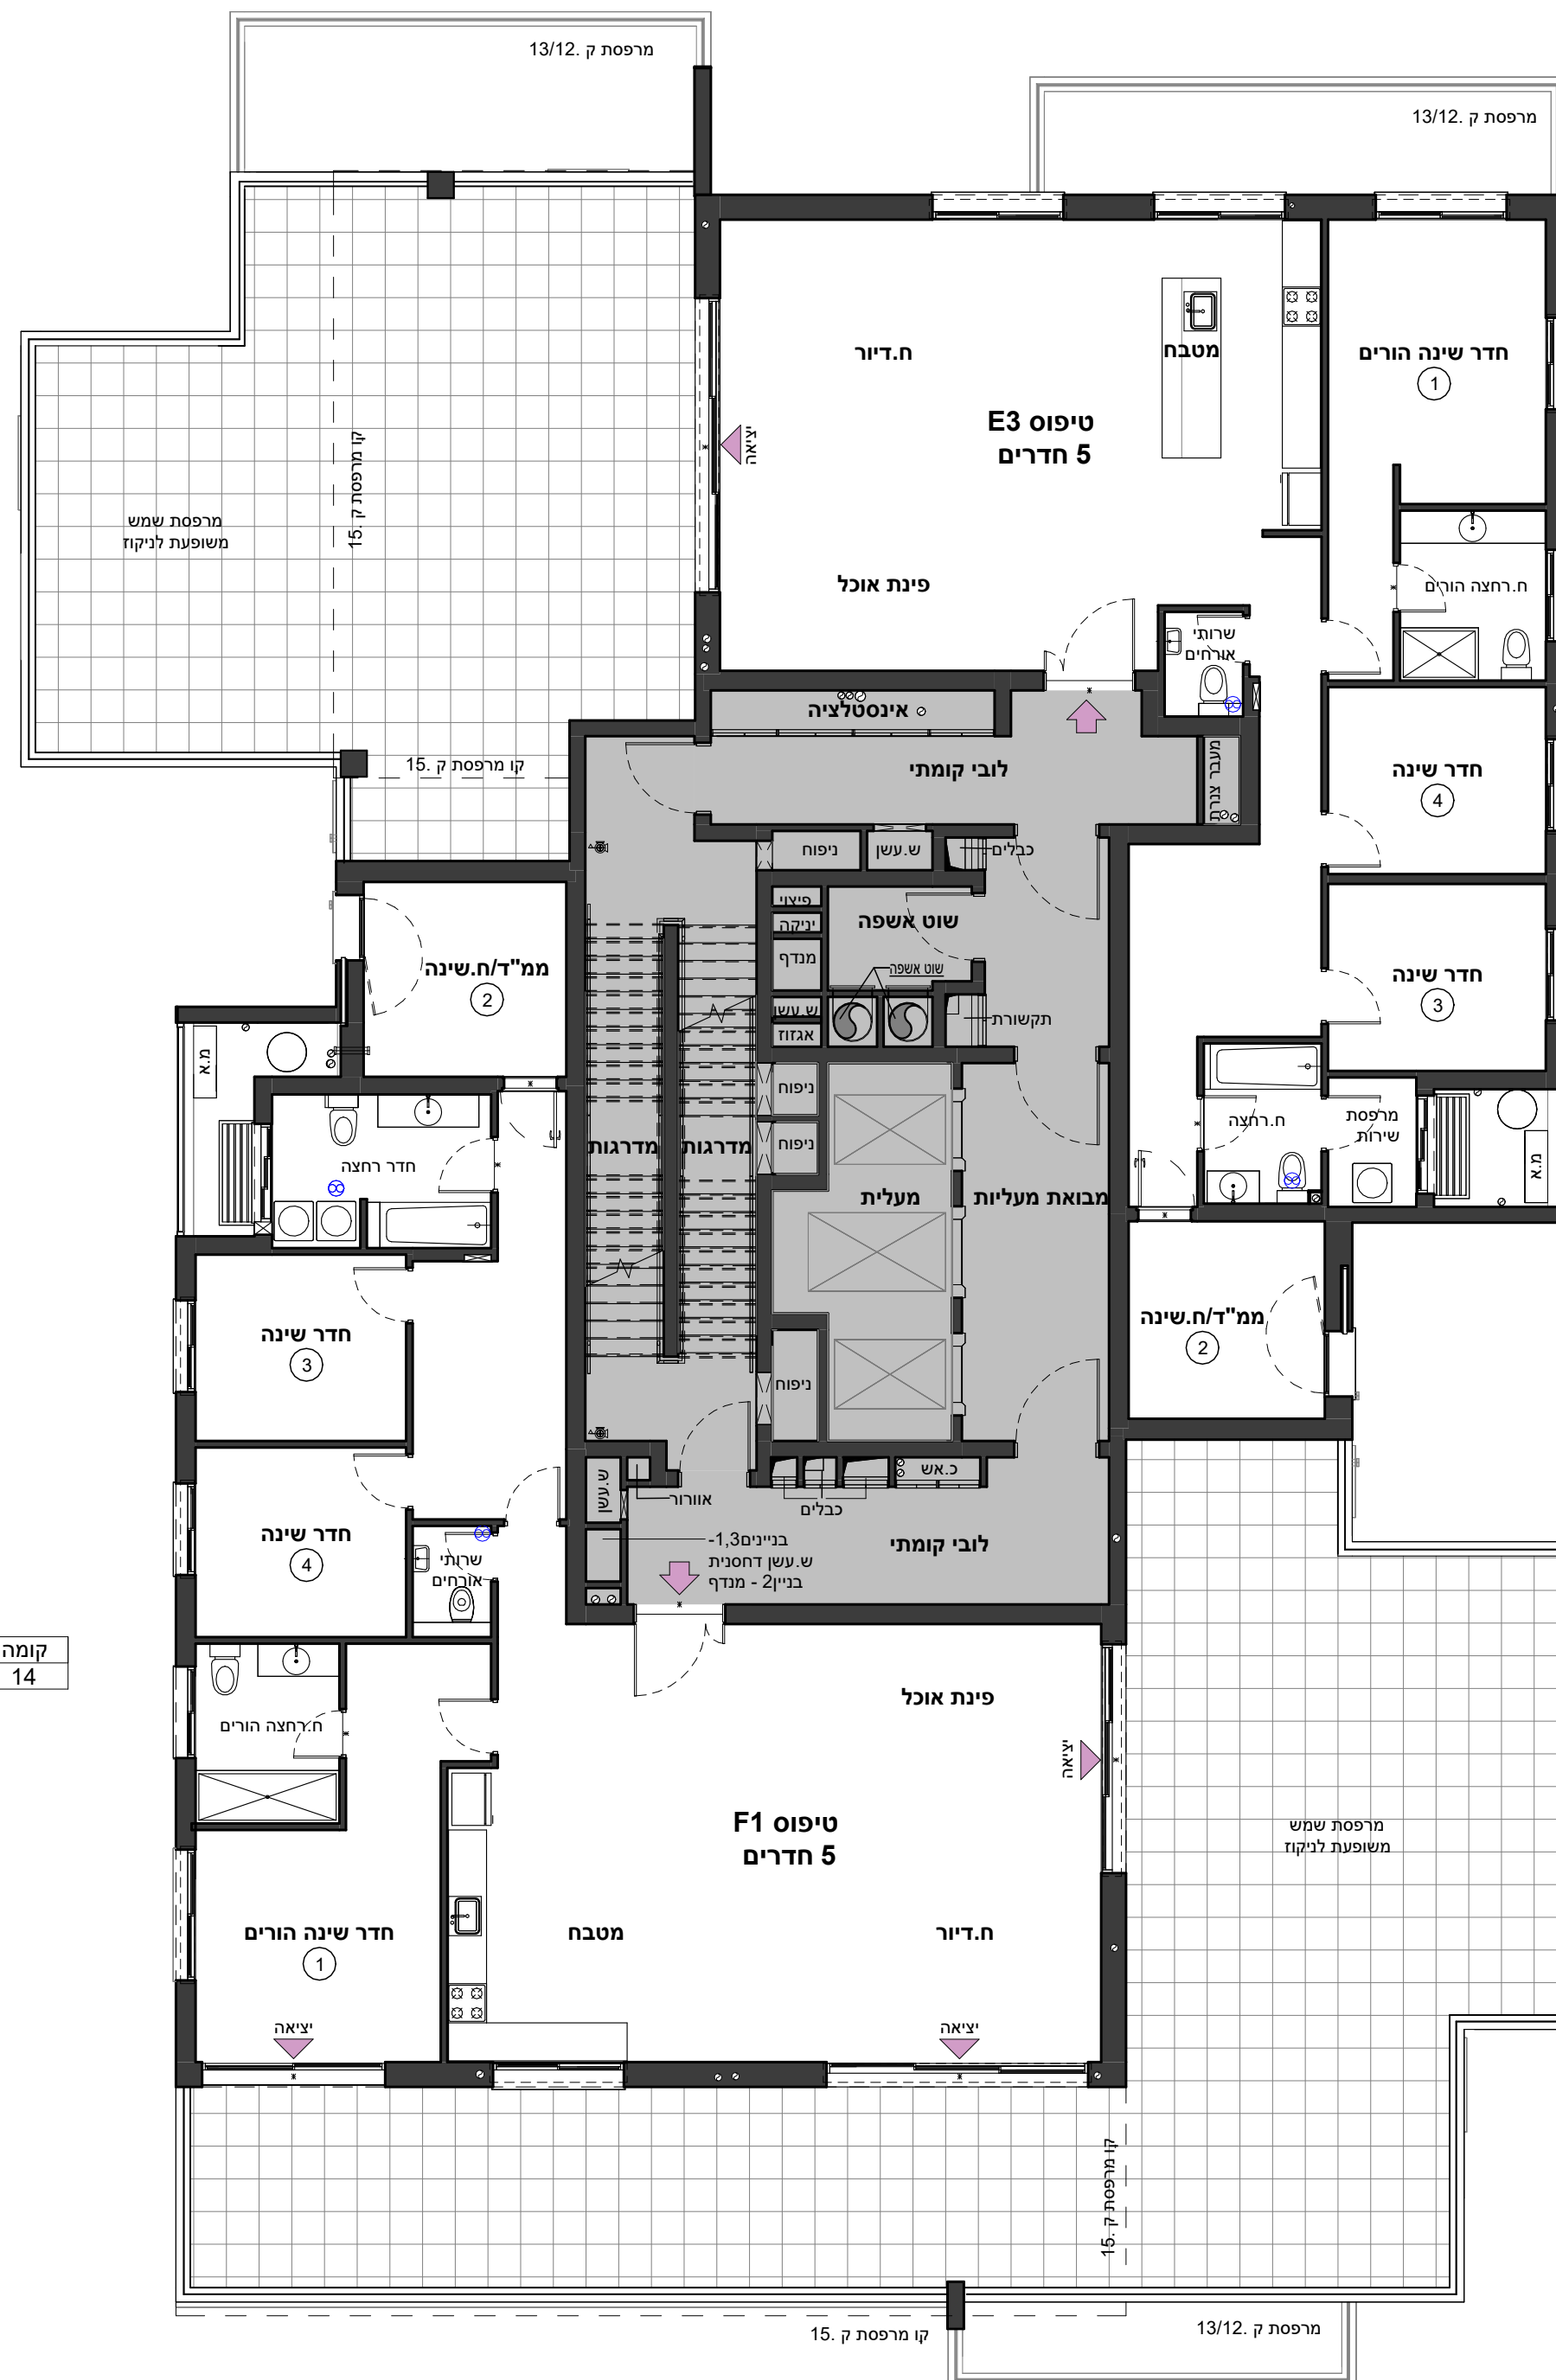 מרפסת ק .13/12
מרפסת ק .13/12
ח.דיור
מטבח
חדר שינה הורים
1
טיפוס E3
5 חדרים
יציאה
קו מרפסת ק .15
מרפסת שמש
משופעת לניקוז
פינת אוכל
ח.רחצה הורים
שרותי
אורחים
אינסטלציה
קו מרפסת ק .15
לובי קומתי
מעבר צנרת
חדר שינה
4
ניפוח
ש.עשן
כבלים
פיצוי
יניקה
מנדף
ש.עשן
אגזוז
שוט אשפה
שוט אשפה
תקשורת
ממ"ד/ח.שינה
2
חדר שינה
3
מ.א
ניפוח
ניפוח
מדרגות
מדרגות
חדר רחצה
ח.רחצה
מרפסת
שירות
מ.א
מעלית
מבואת מעליות
חדר שינה
3
ממ"ד/ח.שינה
2
ניפוח
חדר שינה
4
ש.עשן
אוורור
כבלים
כ.אש
לובי קומתי
בניינים1,3-
ש.עשן דחסנית
בניין2 - מנדף
שרותי
אורחים
קומה
14
ח.רחצה הורים
פינת אוכל
יציאה
טיפוס F1
5 חדרים
מרפסת שמש
משופעת לניקוז
חדר שינה הורים
1
מטבח
ח.דיור
יציאה
יציאה
קו מרפסת ק .15
קו מרפסת ק .15
מרפסת ק .13/12